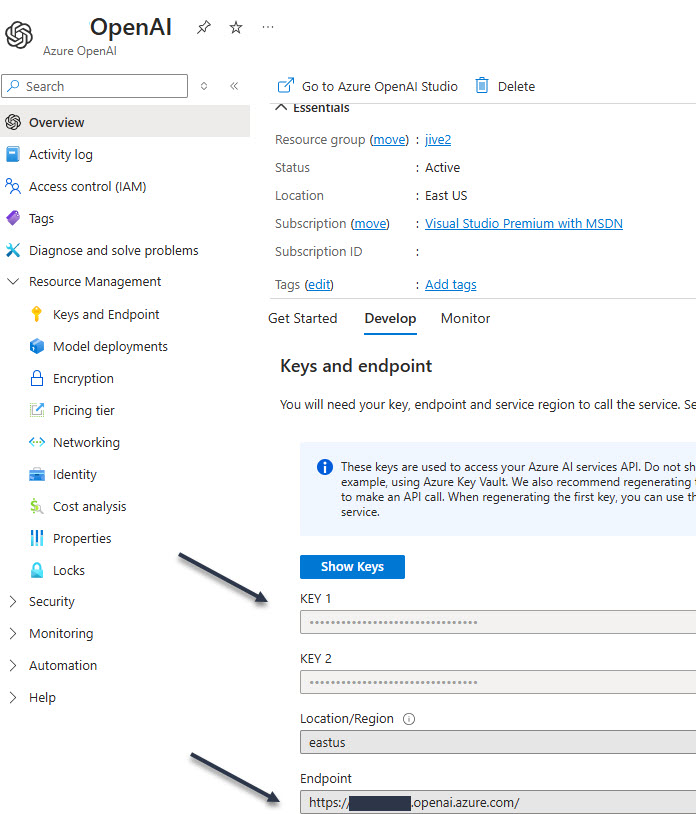 OpenAI
Azure OpenAI
Search
Overview
Activity log
Access control (IAM)
Tags
Diagnose and solve problems
Resource Management
Keys and Endpoint
Model deployments
Encryption
Pricing tier
Networking
Identity
Cost analysis
Properties
Locks
Security
Monitoring
Automation
Help
Go to Azure OpenAI Studio Delete
Essentials
Resource group (move) : jive2
Status : Active
Location : East US
Subscription (move) : Visual Studio Premium with MSDN
Subscription ID :
Tags (edit) : Add tags
Get Started Develop Monitor
Keys and endpoint
You will need your key, endpoint and service region to call the service. Se
These keys are used to access your Azure AI services API. Do not sh
example, using Azure Key Vault. We also recommend regenerating t
to make an API call. When regenerating the first key, you can use th
service.
Show Keys
KEY 1
••••••••••••••••••••••••••••••••
KEY 2
••••••••••••••••••••••••••••••••
Location/Region
eastus
Endpoint
https:// .openai.azure.com/